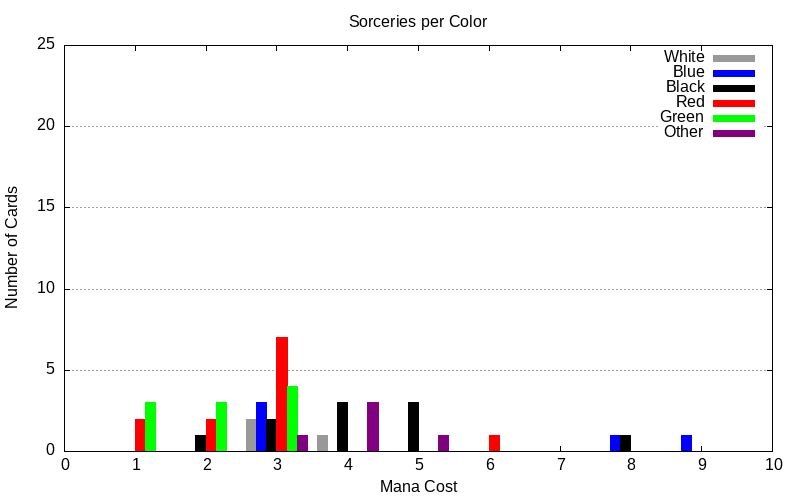 Sorceries per Color
25
20
15
10
5
0
0 1 2 3 4 5 6 7 8 9 10
Number of Cards
Mana Cost
White
Blue
Black
Red
Green
Other